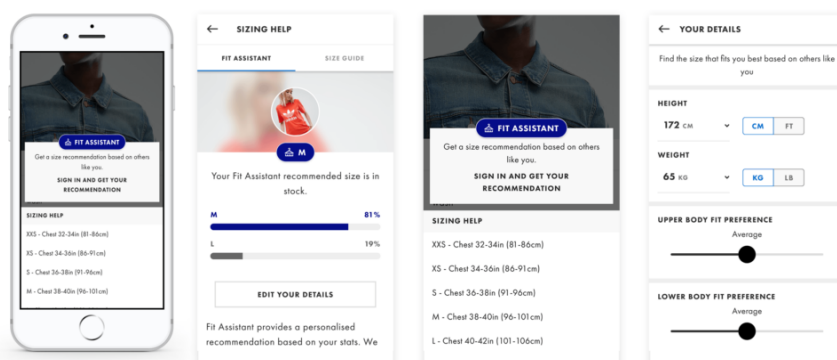 FIT ASSISTANT
Get a size recommendation based on others
like you.
SIGN IN AND GET YOUR
RECOMMENDATION
SIZING HELP
XXS - Chest 32-34in (81-86cm)
XS - Chest 34-36in (86-91cm)
S - Chest 36-38in (91-96cm)
M - Chest 38-40in (96-101cm)
← SIZING HELP
FIT ASSISTANT SIZE GUIDE
M
Your Fit Assistant recommended size is in
stock.
M 81%
L 19%
EDIT YOUR DETAILS
Fit Assistant provides a personalised
recommendation based on your stats. We
FIT ASSISTANT
Get a size recommendation based on others
like you.
SIGN IN AND GET YOUR
RECOMMENDATION
SIZING HELP
XXS - Chest 32-34in (81-86cm)
XS - Chest 34-36in (86-91cm)
S - Chest 36-38in (91-96cm)
M - Chest 38-40in (96-101cm)
L - Chest 40-42in (101-106cm)
← YOUR DETAILS
Find the size that fits you best based on others like
you
HEIGHT
172 CM CM FT
WEIGHT
65 KG KG LB
UPPER BODY FIT PREFERENCE
Average
LOWER BODY FIT PREFERENCE
Average